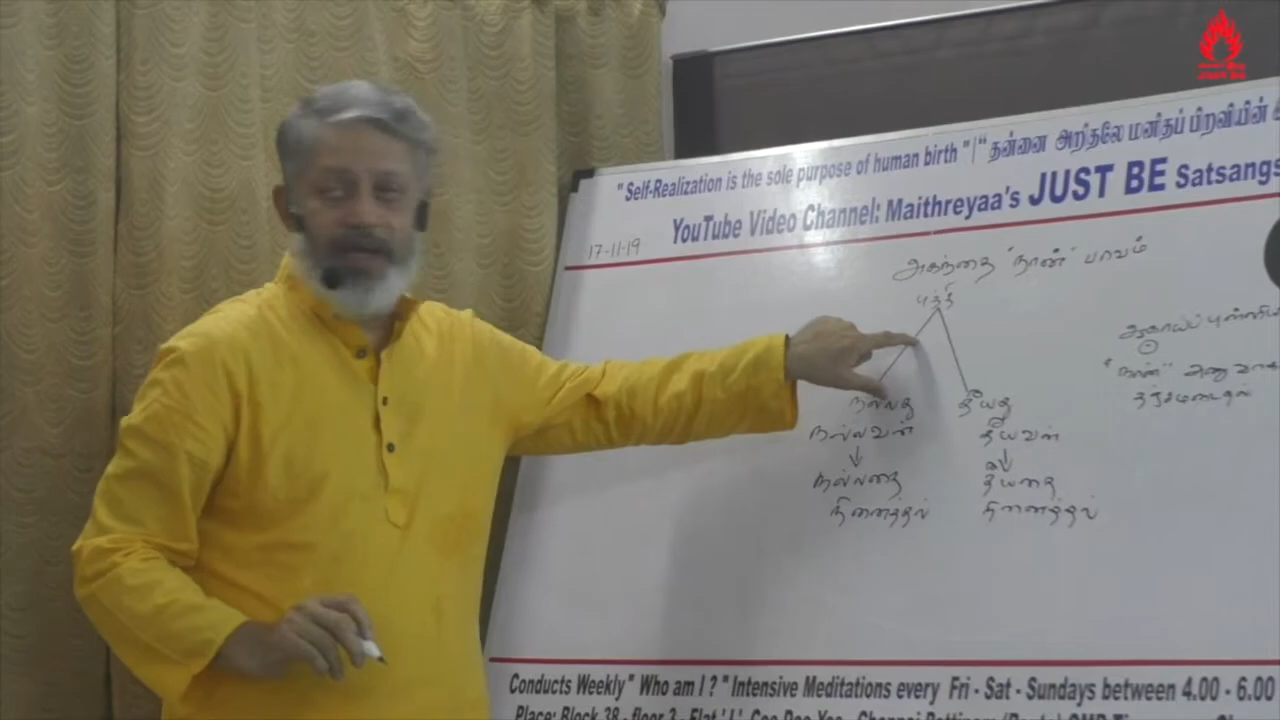 "Self-Realization is the sole purpose of human birth"|"தன்னை அறிதலே மனிதப் பிறவியின்
YouTube Video Channel: Maithreyaa's JUST BE Satsangs
17-11-19
அகந்தை "நான்" பாவம்
புத்தி
நல்லது தீயது
நல்லவன் தீயவன்
நல்லதை தீயதை
நினைத்தல் நினைத்தல்
"நான்" அணு
Conducts Weekly "Who am I ?" Intensive Meditations every Fri - Sat - Sundays between 4.00 - 6.00
Place: Block 38 - floor 3 - Flat